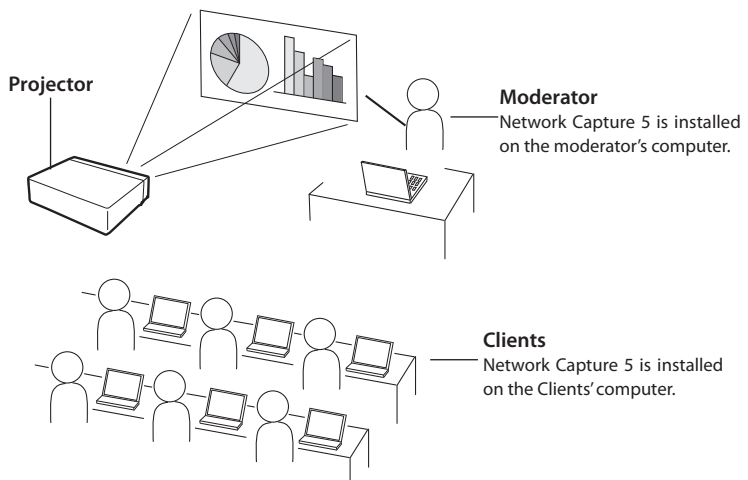 Projector
Moderator
Network Capture 5 is installed
on the moderator's computer.
Clients
Network Capture 5 is installed
on the Clients' computer.